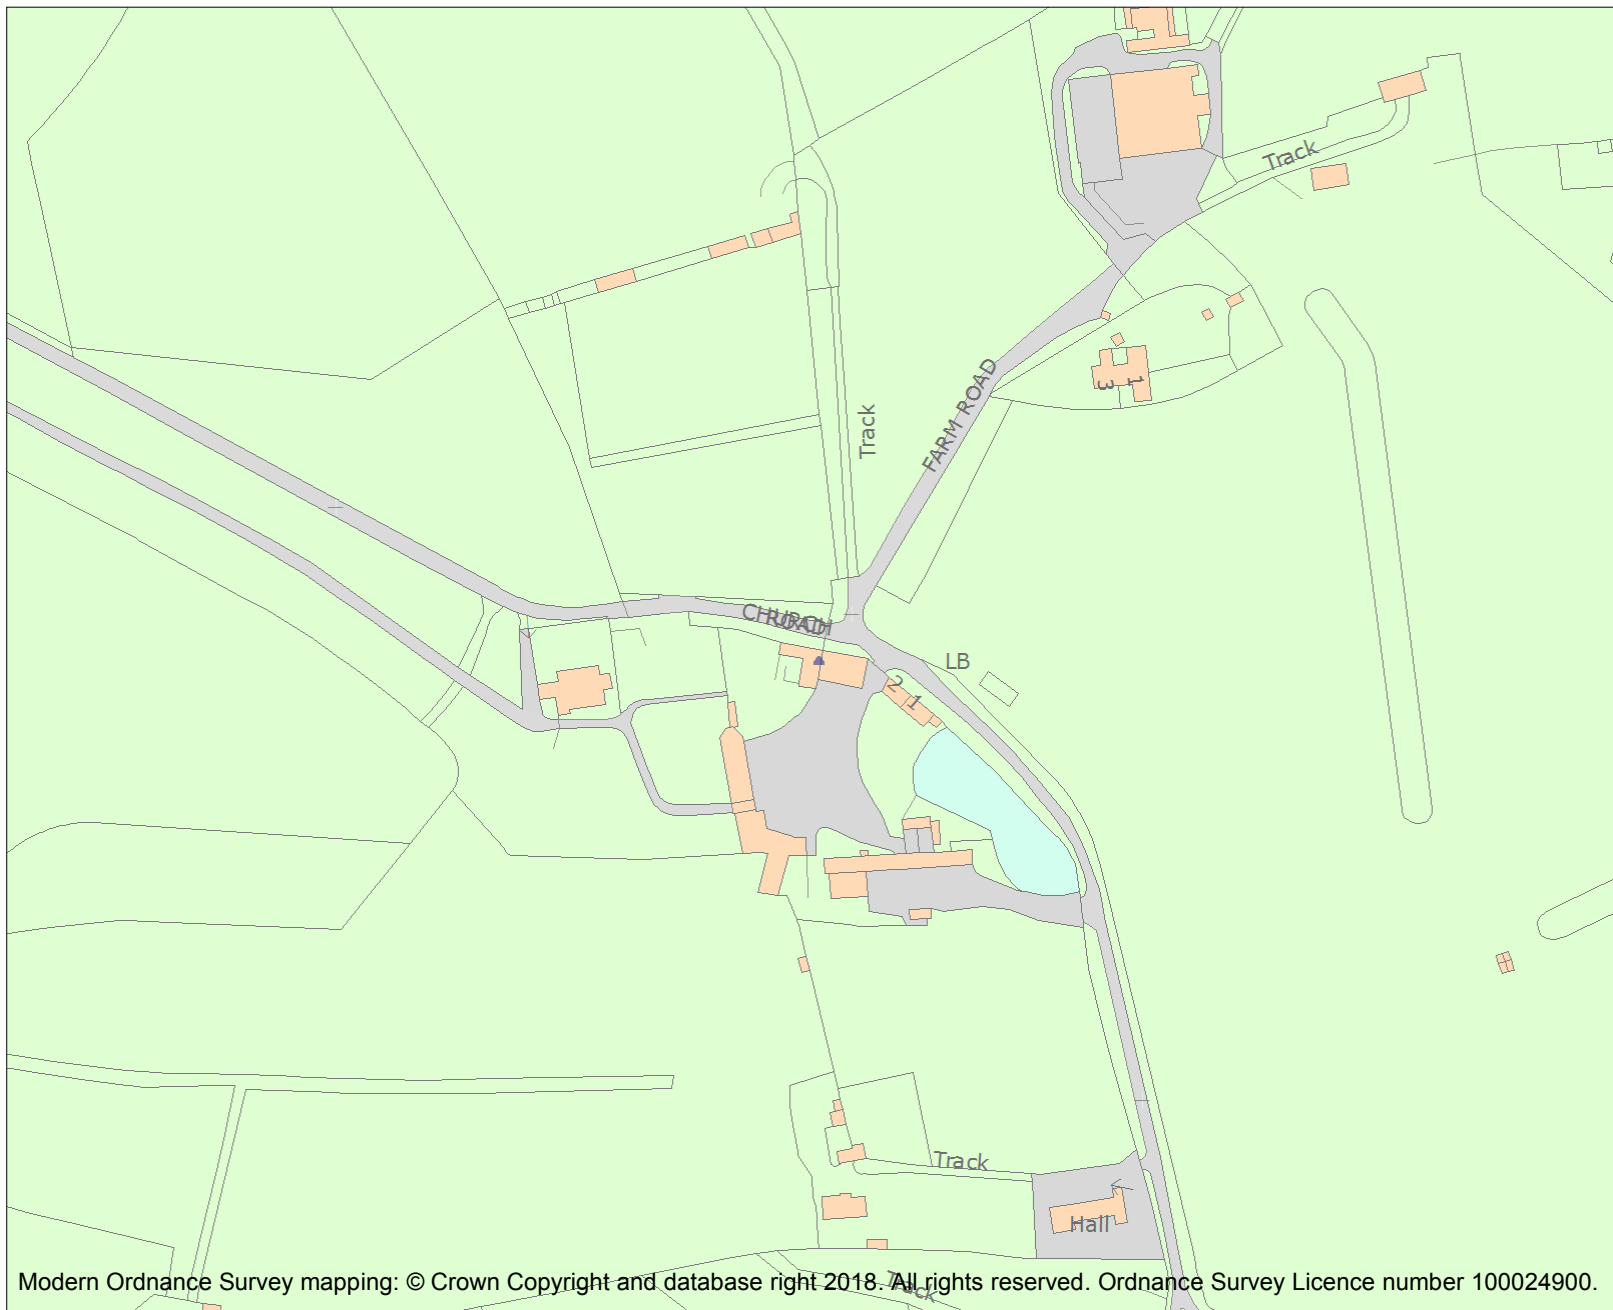 Track
FARM ROAD
3
1
Track
CHURCH
ROAD
LB
2
1
Track
Hall
Track
Modern Ordnance Survey mapping: © Crown Copyright and database right 2018. All rights reserved. Ordnance Survey Licence number 100024900.